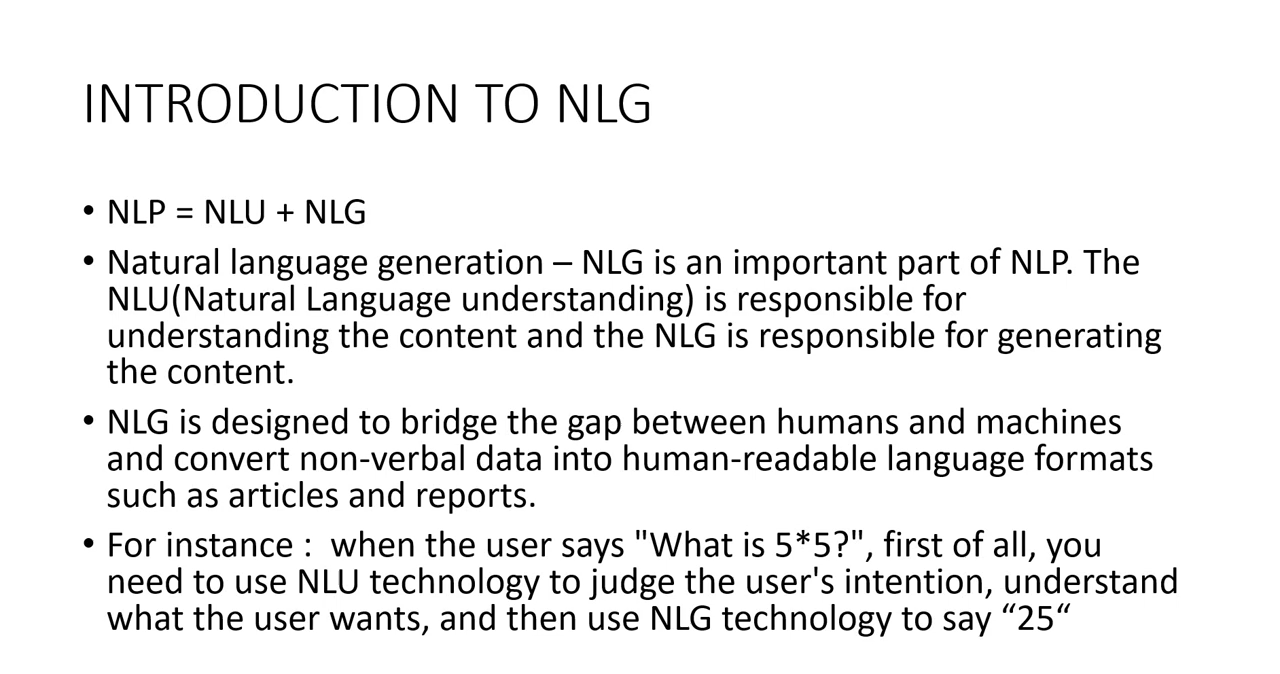 INTRODUCTION TO NLG
• NLP = NLU + NLG
• Natural language generation – NLG is an important part of NLP. The
NLU(Natural Language understanding) is responsible for
understanding the content and the NLG is responsible for generating
the content.
• NLG is designed to bridge the gap between humans and machines
and convert non-verbal data into human-readable language formats
such as articles and reports.
• For instance :  when the user says "What is 5*5?", first of all, you
need to use NLU technology to judge the user's intention, understand
what the user wants, and then use NLG technology to say “25“